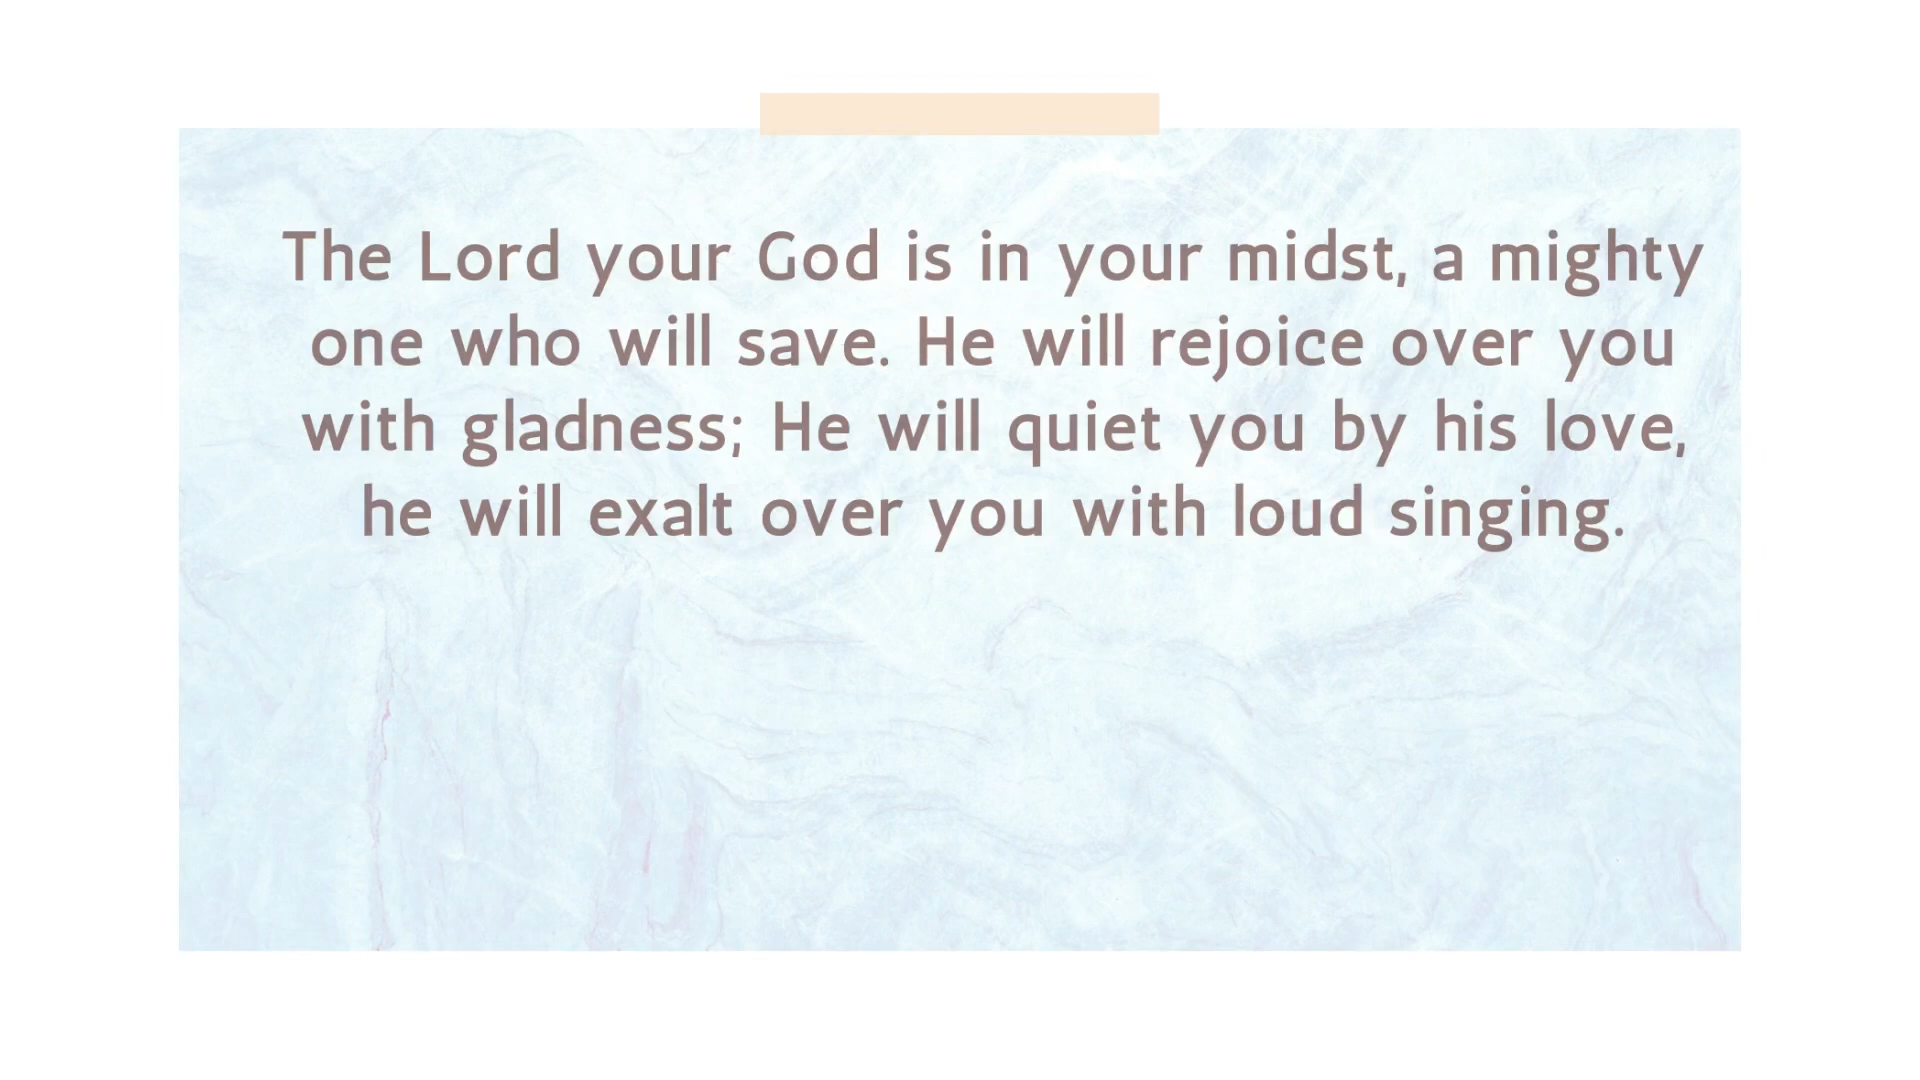 The Lord your God is in your midst, a mighty
one who will save. He will rejoice over you
with gladness; He will quiet you by his love,
he will exalt over you with loud singing.